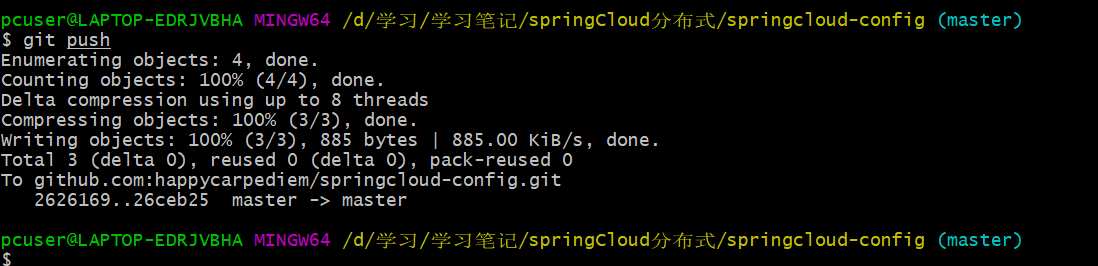 pcuser@LAPTOP-EDRJVBHA MINGW64 /d/学习/学习笔记/springCloud分布式/springcloud-config (master)
$ git push
Enumerating objects: 4, done.
Counting objects: 100% (4/4), done.
Delta compression using up to 8 threads
Compressing objects: 100% (3/3), done.
Writing objects: 100% (3/3), 885 bytes | 885.00 KiB/s, done.
Total 3 (delta 0), reused 0 (delta 0), pack-reused 0
To github.com:happycarpediem/springcloud-config.git
   2626169..26ceb25  master -> master
pcuser@LAPTOP-EDRJVBHA MINGW64 /d/学习/学习笔记/springCloud分布式/springcloud-config (master)
$